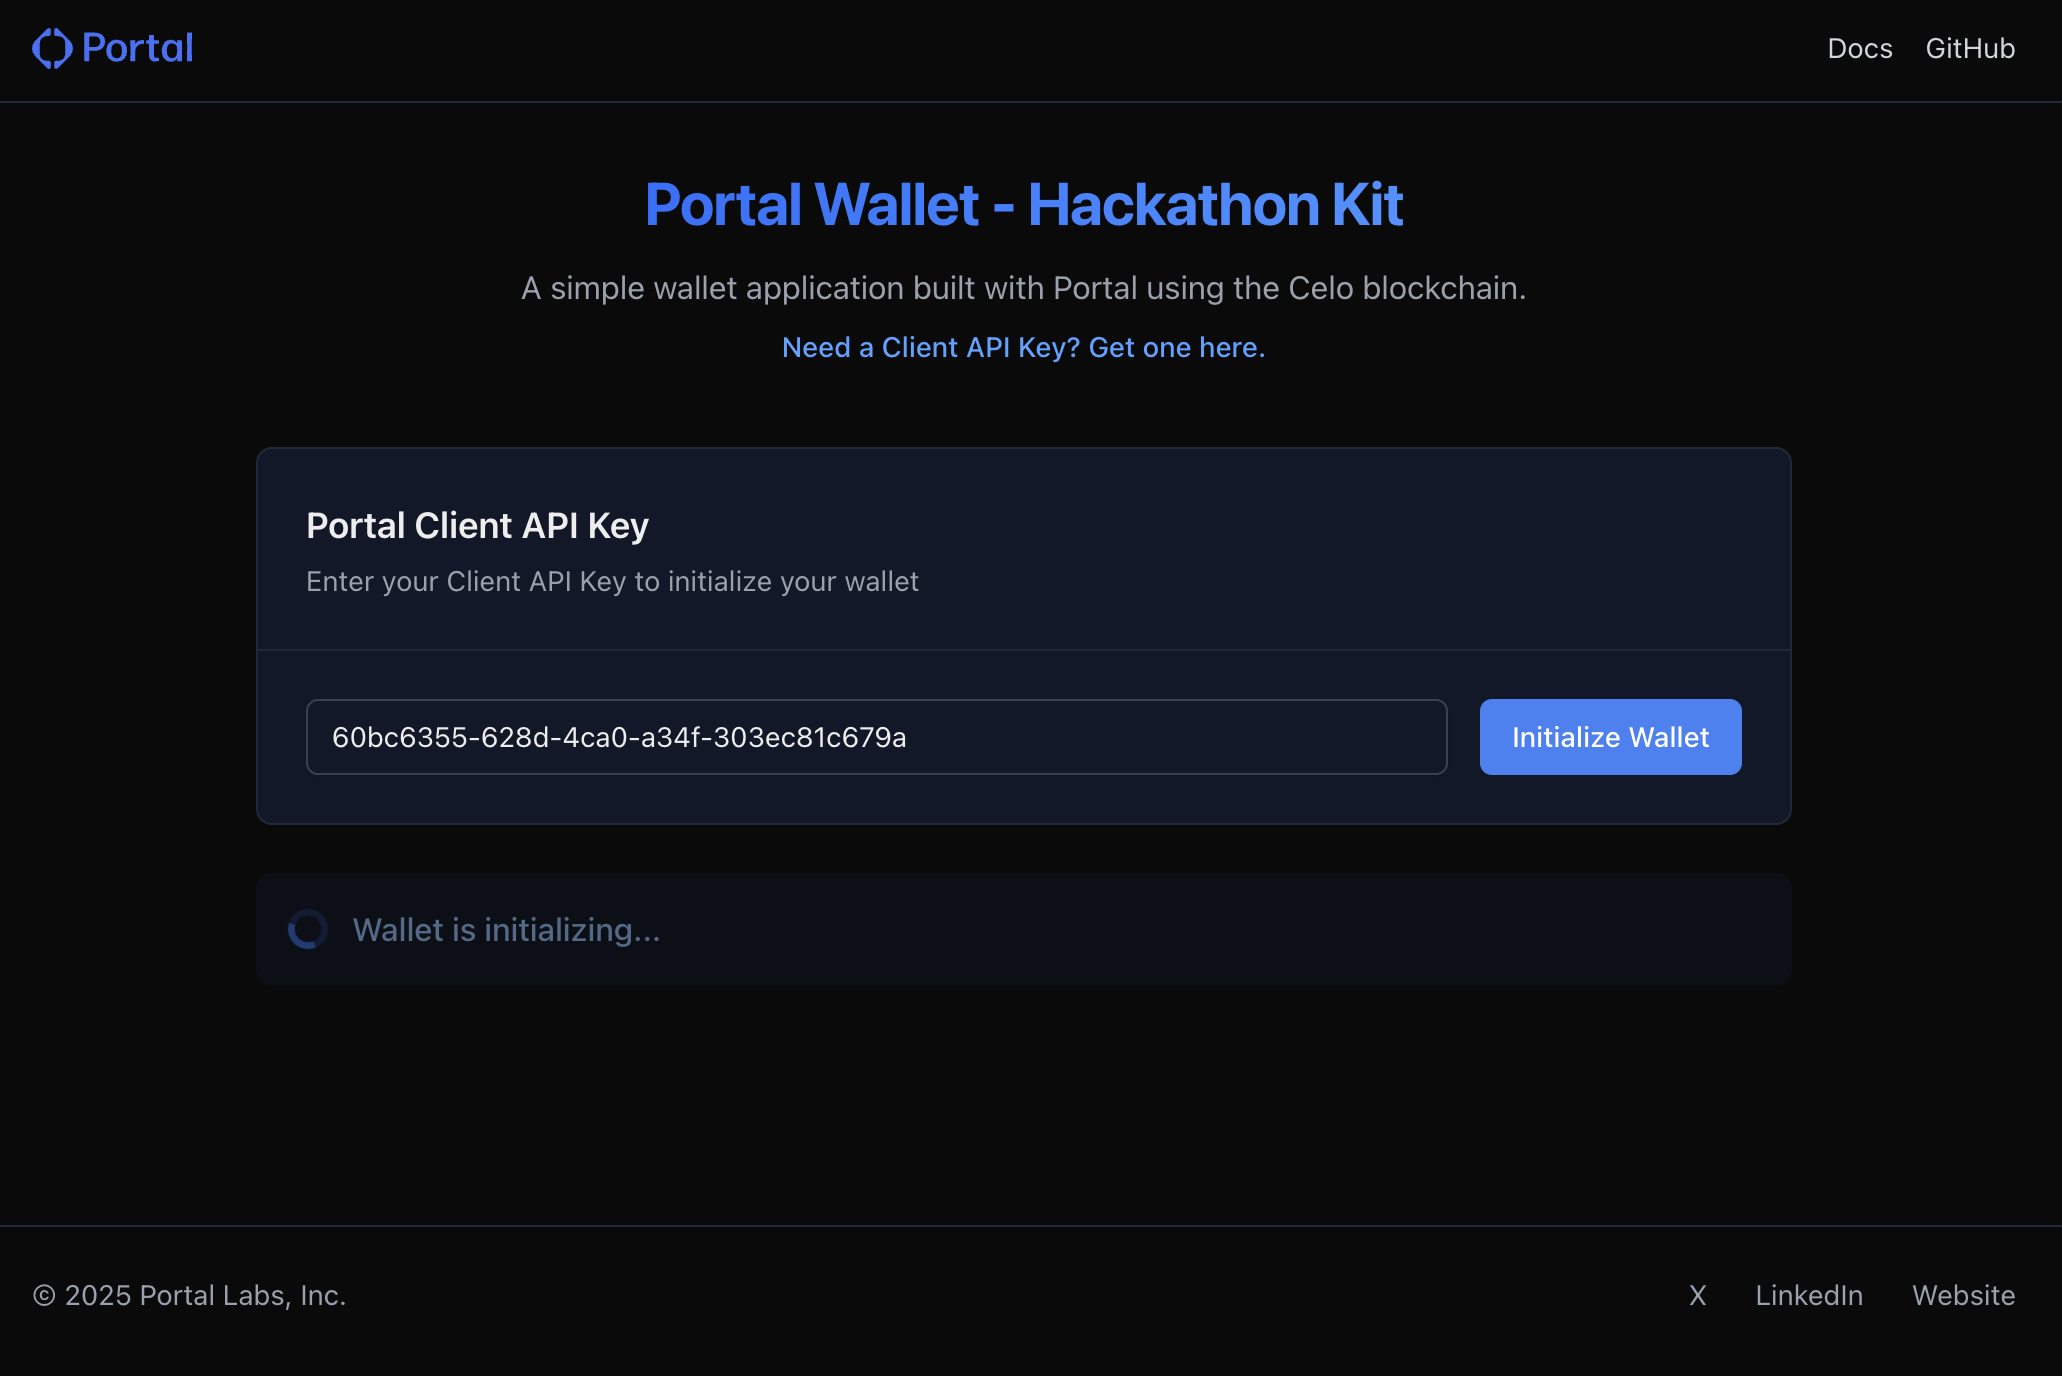 Portal
Docs GitHub
Portal Wallet - Hackathon Kit
A simple wallet application built with Portal using the Celo blockchain.
Need a Client API Key? Get one here.
Portal Client API Key
Enter your Client API Key to initialize your wallet
60bc6355-628d-4ca0-a34f-303ec81c679a
Initialize Wallet
Wallet is initializing...
© 2025 Portal Labs, Inc.
X LinkedIn Website